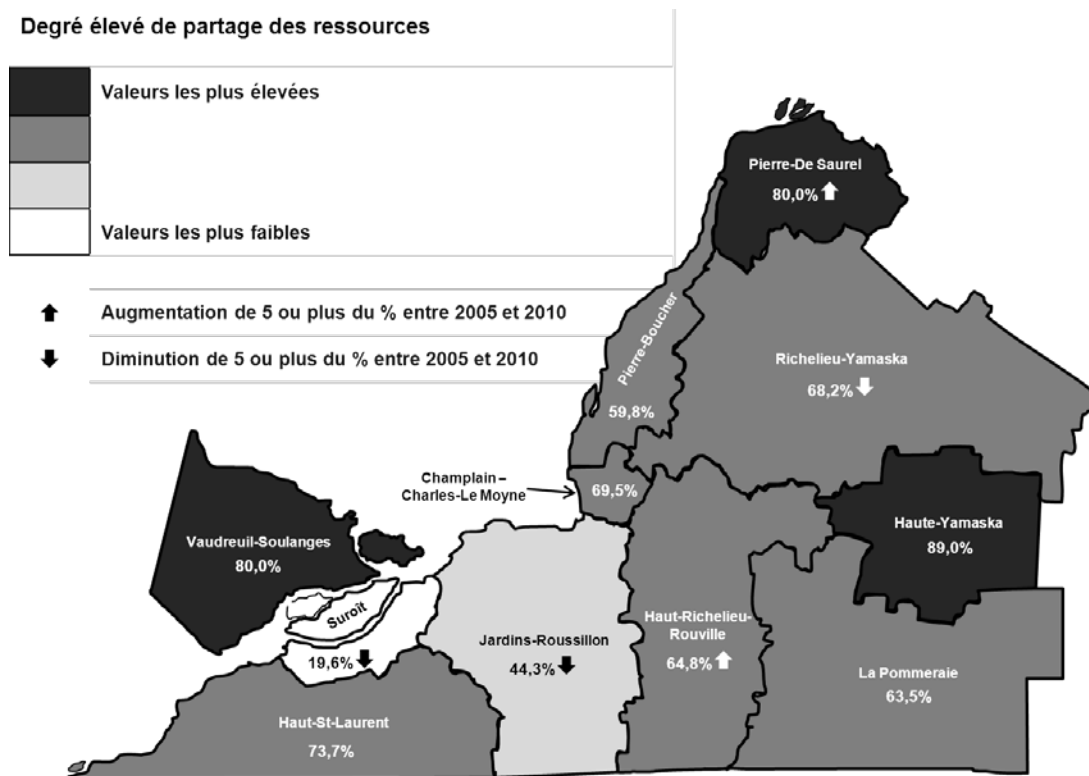 Degré élevé de partage des ressources
Valeurs les plus élevées
Valeurs les plus faibles
Augmentation de 5 ou plus du % entre 2005 et 2010
Diminution de 5 ou plus du % entre 2005 et 2010
Pierre-De Saurel
80,0%
Pierre-Boucher
59,8%
Richelieu-Yamaska
68,2%
Champlain –
Charles-Le Moyne
69,5%
Haute-Yamaska
89,0%
Vaudreuil-Soulanges
80,0%
Suroît
19,6%
Jardins-Roussillon
44,3%
Haut-Richelieu-
Rouville
64,8%
La Pommeraie
63,5%
Haut-St-Laurent
73,7%